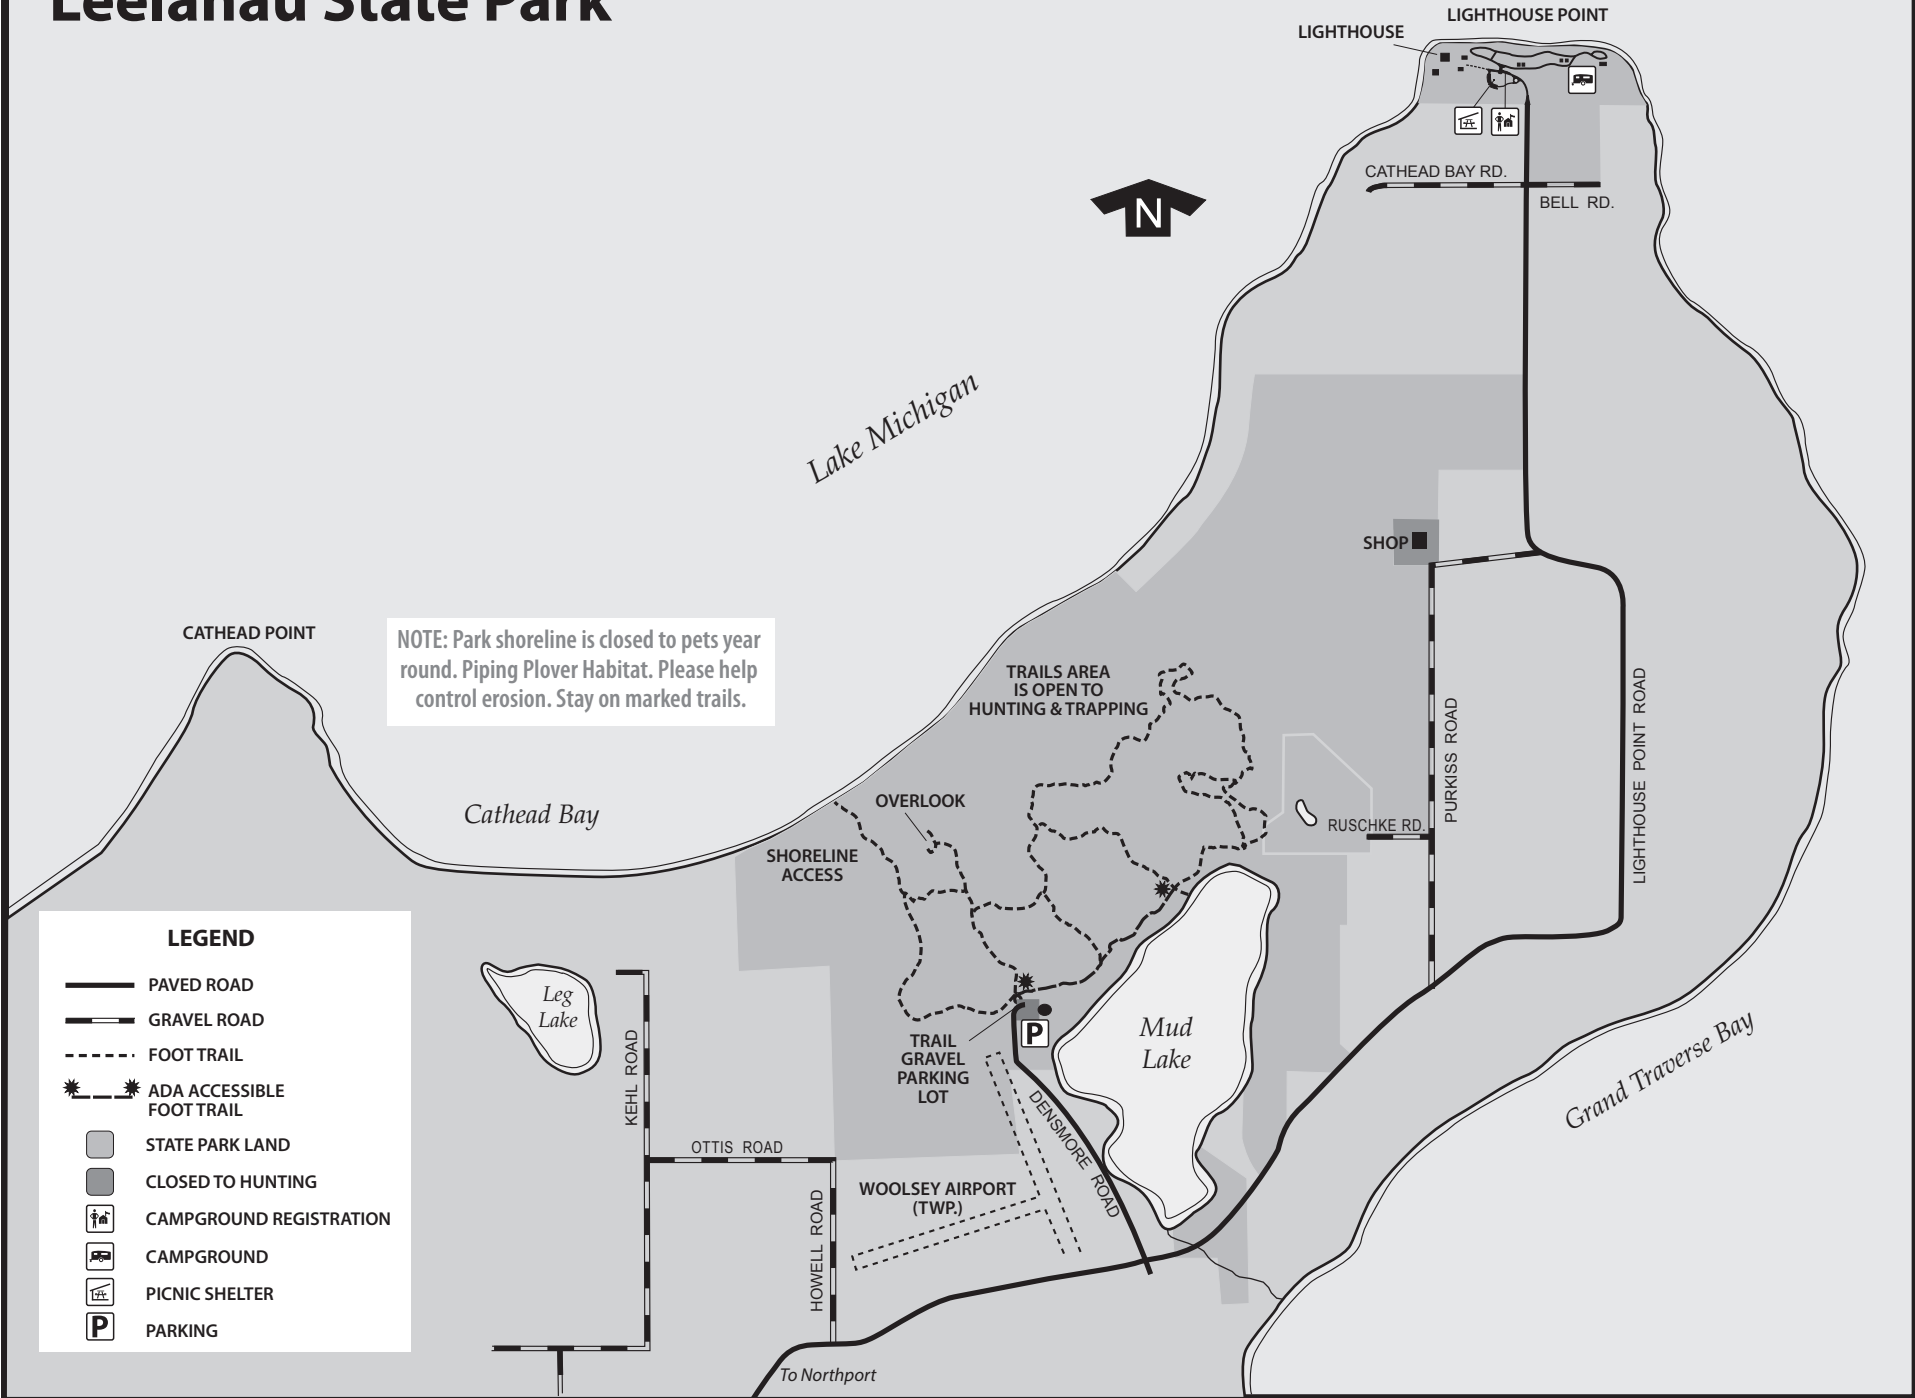 Leelanau State Park
LIGHTHOUSE POINT
LIGHTHOUSE
CATHEAD BAY RD.
BELL RD.
N
Lake Michigan
SHOP
CATHEAD POINT
NOTE: Park shoreline is closed to pets year
round. Piping Plover Habitat. Please help
control erosion. Stay on marked trails.
TRAILS AREA
IS OPEN TO
HUNTING & TRAPPING
PURKISS ROAD
LIGHTHOUSE POINT ROAD
Cathead Bay
OVERLOOK
RUSCHKE RD.
SHORELINE
ACCESS
LEGEND
PAVED ROAD
GRAVEL ROAD
FOOT TRAIL
ADA ACCESSIBLE
FOOT TRAIL
STATE PARK LAND
CLOSED TO HUNTING
CAMPGROUND REGISTRATION
CAMPGROUND
PICNIC SHELTER
P
PARKING
Leg
Lake
KEHL ROAD
P
TRAIL
GRAVEL
PARKING
LOT
Mud
Lake
Grand Traverse Bay
DENSMORE ROAD
OTTIS ROAD
WOOLSEY AIRPORT
(TWP.)
HOWELL ROAD
To Northport